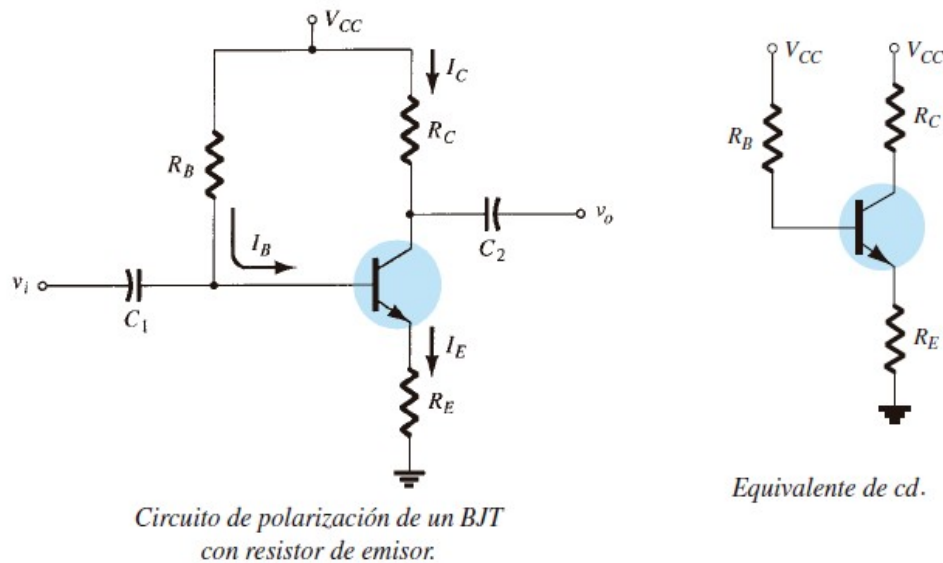 V_CC
I_C
R_C
R_B
I_B
C_2
v_o
v_i
C_1
I_E
R_E
Circuito de polarización de un BJT
con resistor de emisor.
V_CC
V_CC
R_B
R_C
R_E
Equivalente de cd.